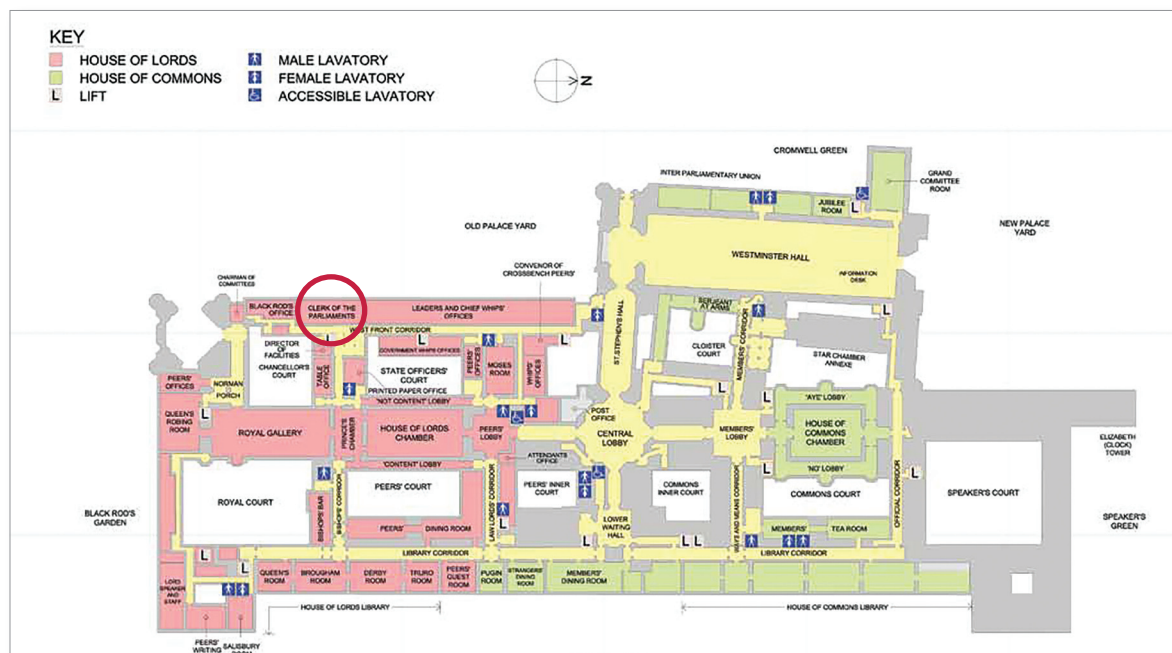 KEY
HOUSE OF LORDS
HOUSE OF COMMONS
L LIFT
MALE LAVATORY
FEMALE LAVATORY
ACCESSIBLE LAVATORY
N
CROMWELL GREEN
INTER PARLIAMENTARY UNION
GRAND
COMMITTEE
ROOM
JUBILEE
ROOM
L
OLD PALACE YARD
NEW PALACE
YARD
WESTMINSTER HALL
INFORMATION
DESK
CONVENOR OF
CROSSBENCH PEERS'
CHAIRMAN OF
COMMITTEES
BLACK ROD'S
OFFICE
CLERK OF THE
PARLIAMENTS
LEADERS AND CHIEF WHIPS'
OFFICES
WEST FRONT CORRIDOR
L
L
L
DIRECTOR
OF
FACILITIES
CHANCELLOR'S
COURT
TABLE
OFFICE
GOVERNMENT WHIPS OFFICES
STATE OFFICERS'
COURT
PRINTED PAPER OFFICE
PEERS'
OFFICES
MOSES
ROOM
WHIPS'
OFFICES
ST.STEPHEN'S HALL
SERJEANT
AT ARMS
CLOISTER
COURT
MEMBERS' CORRIDOR
L
STAR CHAMBER
ANNEXE
L
PEERS'
OFFICES
NORMAN
PORCH
L
QUEEN'S
ROBING
ROOM
ROYAL GALLERY
PRINCE'S
CHAMBER
'NOT CONTENT' LOBBY
HOUSE OF LORDS
CHAMBER
'CONTENT' LOBBY
PEERS'
LOBBY
POST
OFFICE
CENTRAL
LOBBY
MEMBERS'
LOBBY
L
'AYE' LOBBY
HOUSE OF
COMMONS
CHAMBER
'NO' LOBBY
L
L
ELIZABETH
(CLOCK)
TOWER
ATTENDANTS
OFFICE
BLACK ROD'S
GARDEN
ROYAL COURT
BISHOPS' BAR
BISHOPS' CORRIDOR
PEERS' COURT
LAW LORDS' CORRIDOR
L
PEERS' INNER
COURT
COMMONS
INNER COURT
WAYS AND MEANS CORRIDOR
COMMONS COURT
OFFICIAL CORRIDOR
SPEAKER'S COURT
SPEAKER'S
GREEN
PEERS'
DINING ROOM
LOWER
WAITING
HALL
MEMBERS'
TEA ROOM
L
L
LIBRARY CORRIDOR
L
L L
LIBRARY CORRIDOR
LORD
SPEAKER
AND
STAFF
QUEEN'S
ROOM
BROUGHAM
ROOM
DERBY
ROOM
TRURO
ROOM
PEERS'
GUEST
ROOM
PUGIN
ROOM
STRANGERS'
DINING
ROOM
MEMBERS'
DINING ROOM
HOUSE OF LORDS LIBRARY
HOUSE OF COMMONS LIBRARY
PEERS'
WRITING
SALISBURY